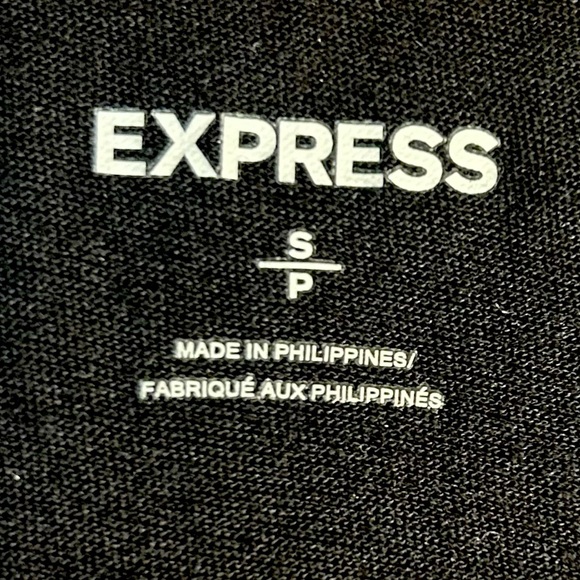 EXPRESS
S
P
MADE IN PHILIPPINES/
FABRIQUÉ AUX PHILIPPINÉS